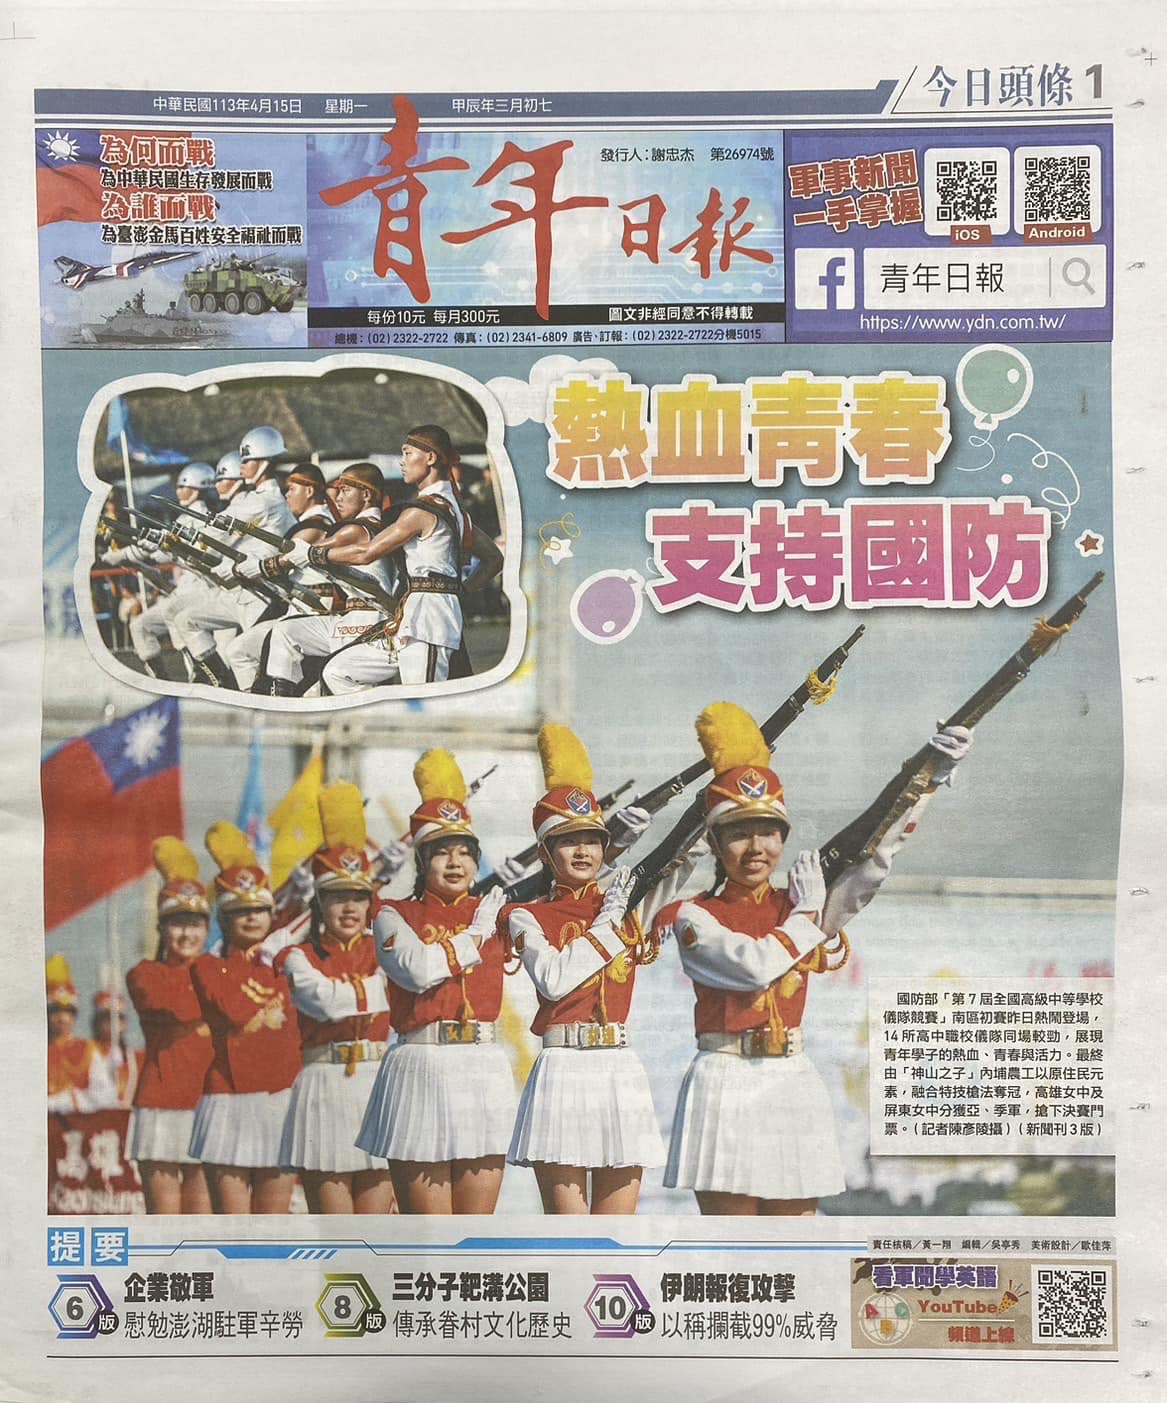 今日頭條 1
中華民國113年4月15日 星期一 甲辰年三月初七
為何而戰
為中華民國生存發展而戰
為誰而戰
為臺澎金馬百姓安全福祉而戰
發行人：謝忠杰 第26974號
青年日報
每份10元 每月300元 圖文非經同意不得轉載
總機：(02) 2322-2722 傳真：(02) 2341-6809 廣告、訂報：(02) 2322-2722分機5015
軍事新聞
一手掌握
iOS Android
f 青年日報
https://www.ydn.com.tw/
熱血青春
支持國防
國防部「第７屆全國高級中等學校
儀隊競賽」南區初賽昨日熱鬧登場，
14 所高中職校儀隊同場較勁，展現
青年學子的熱血、青春與活力。最終
由「神山之子」內埔農工以原住民元
素，融合特技槍法奪冠，高雄女中及
屏東女中分獲亞、季軍，搶下決賽門
票。（記者陳彥陵攝）（新聞刊３版）
高雄
提要
責任核稿／黃一翔 編輯／吳亭秀 美術設計／歐佳萍
6版 企業敬軍
慰勉澎湖駐軍辛勞
8版 三分子靶溝公園
傳承眷村文化歷史
10版 伊朗報復攻擊
以稱攔截99%威脅
看軍聞學英語
YouTube
頻道上線